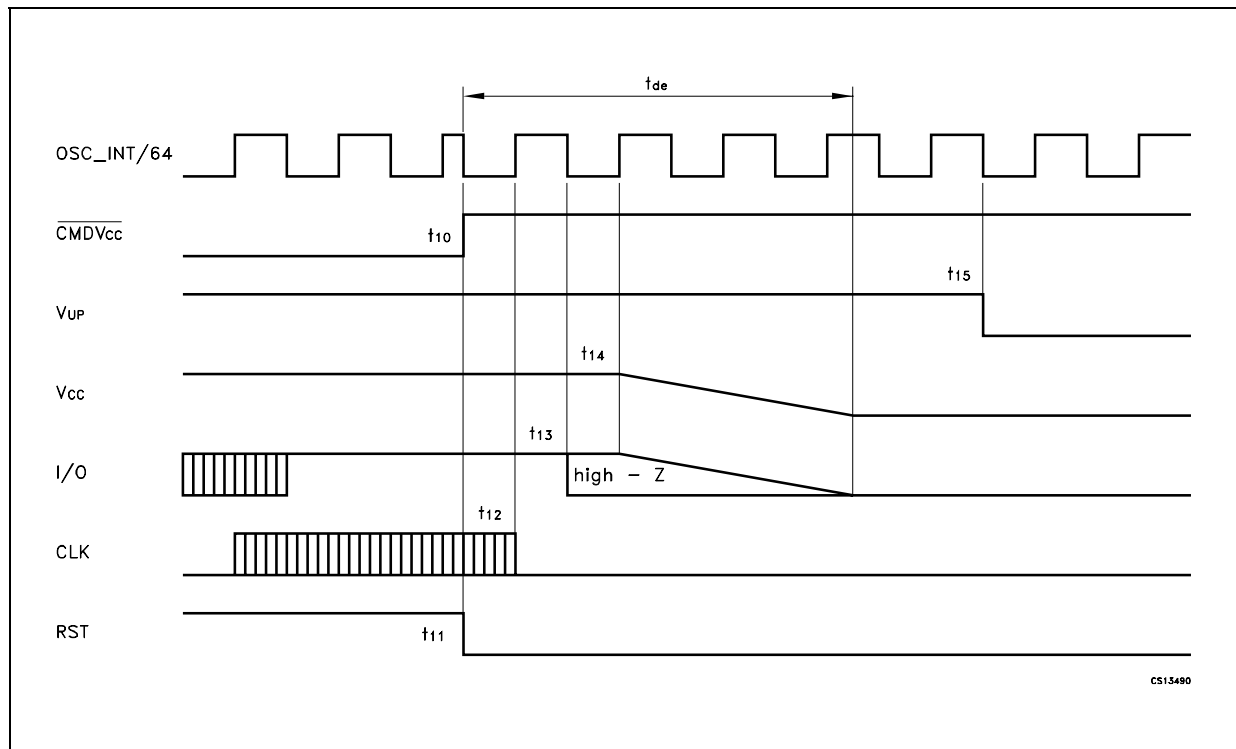 tde
OSC_INT/64
CMDVcc
t10
t15
VUP
t14
Vcc
t13
I/O
high - Z
t12
CLK
RST
t11
CS13490